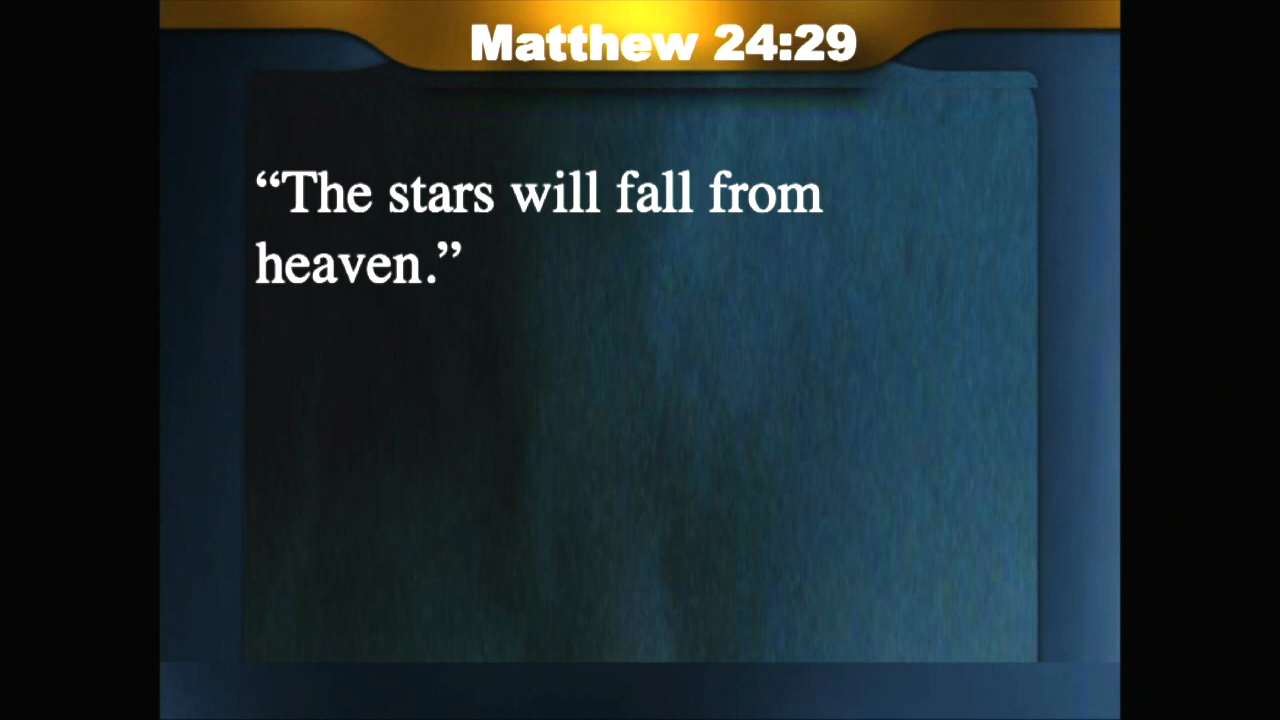 Matthew 24:29
“The stars will fall from
heaven.”